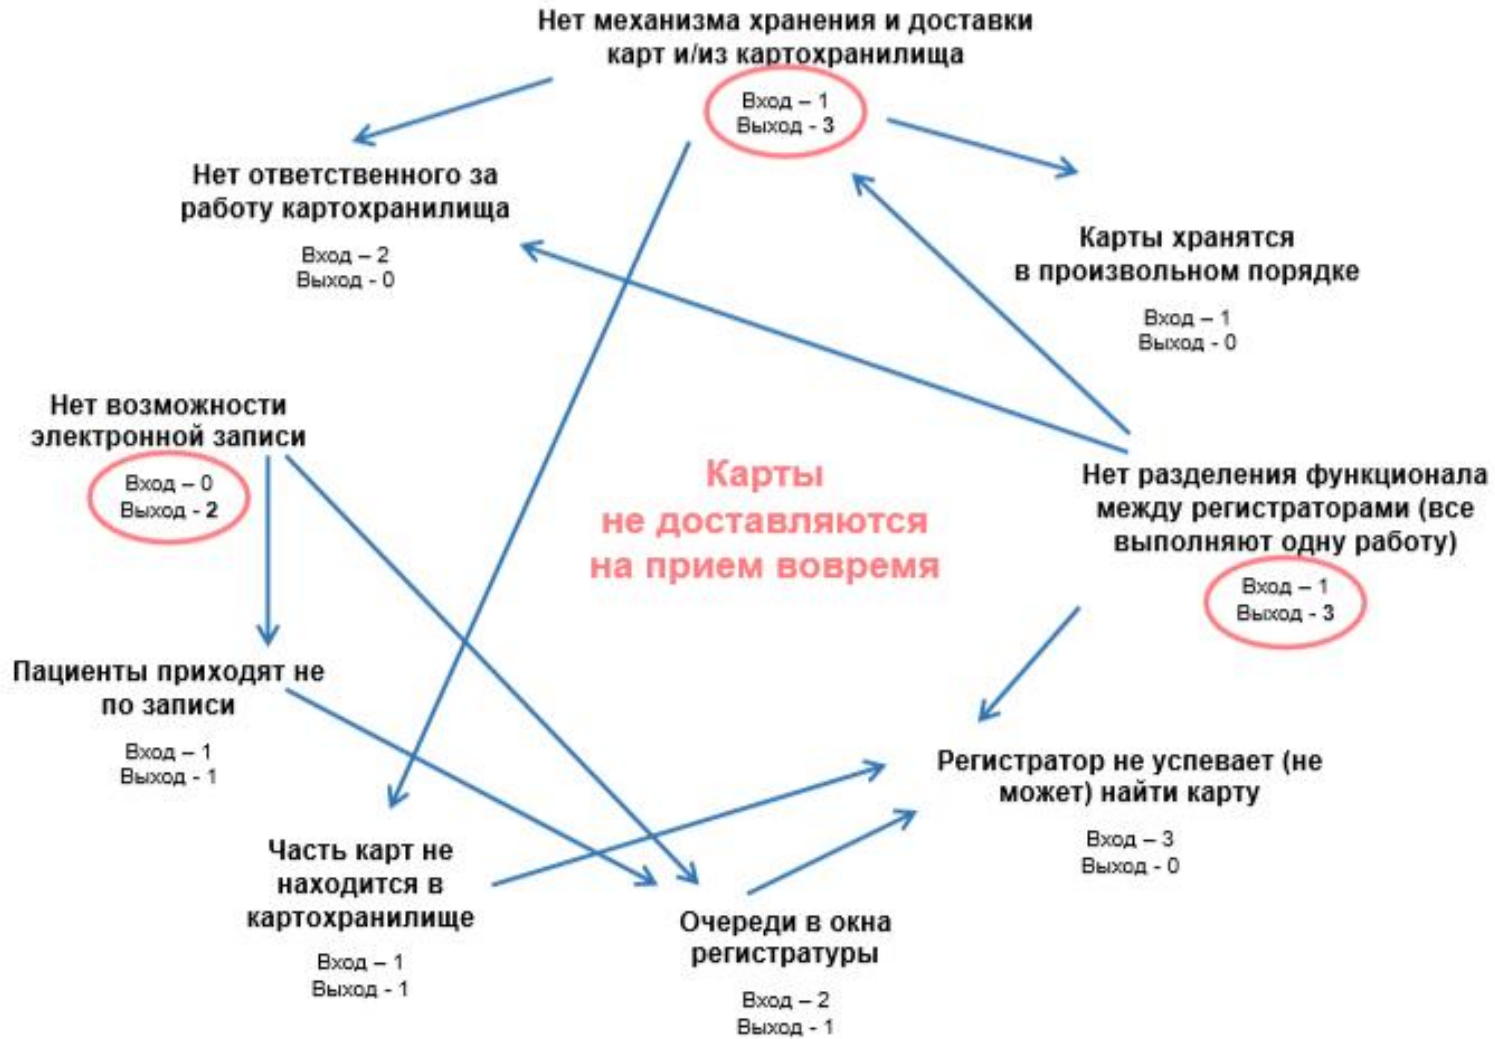 Нет механизма хранения и доставки
карт и/из картохранилища
Вход – 1
Выход - 3
Нет ответственного за
работу картохранилища
Вход – 2
Выход - 0
Карты хранятся
в произвольном порядке
Вход – 1
Выход - 0
Нет возможности
электронной записи
Вход – 0
Выход - 2
Карты
не доставляются
на прием вовремя
Нет разделения функционала
между регистраторами (все
выполняют одну работу)
Вход – 1
Выход - 3
Пациенты приходят не
по записи
Вход – 1
Выход - 1
Регистратор не успевает (не
может) найти карту
Вход – 3
Выход - 0
Часть карт не
находится в
картохранилище
Вход – 1
Выход - 1
Очереди в окна
регистратуры
Вход – 2
Выход - 1